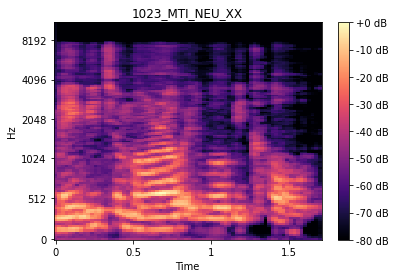 1023_MTI_NEU_XX
+0 dB
8192
-10 dB
4096
-20 dB
-30 dB
2048
-40 dB
Hz
1024
-50 dB
512
-60 dB
-70 dB
0
-80 dB
0
0.5
1
1.5
Time